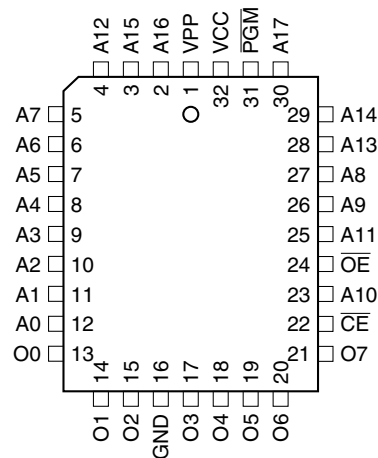 A12 A15 A16 VPP VCC PGM A17
4 3 2 1 32 31 30
A7 5 29 A14
A6 6 28 A13
A5 7 27 A8
A4 8 26 A9
A3 9 25 A11
A2 10 24 OE
A1 11 23 A10
A0 12 22 CE
O0 13 21 O7
14 15 16 17 18 19 20
O1 O2 GND O3 O4 O5 O6